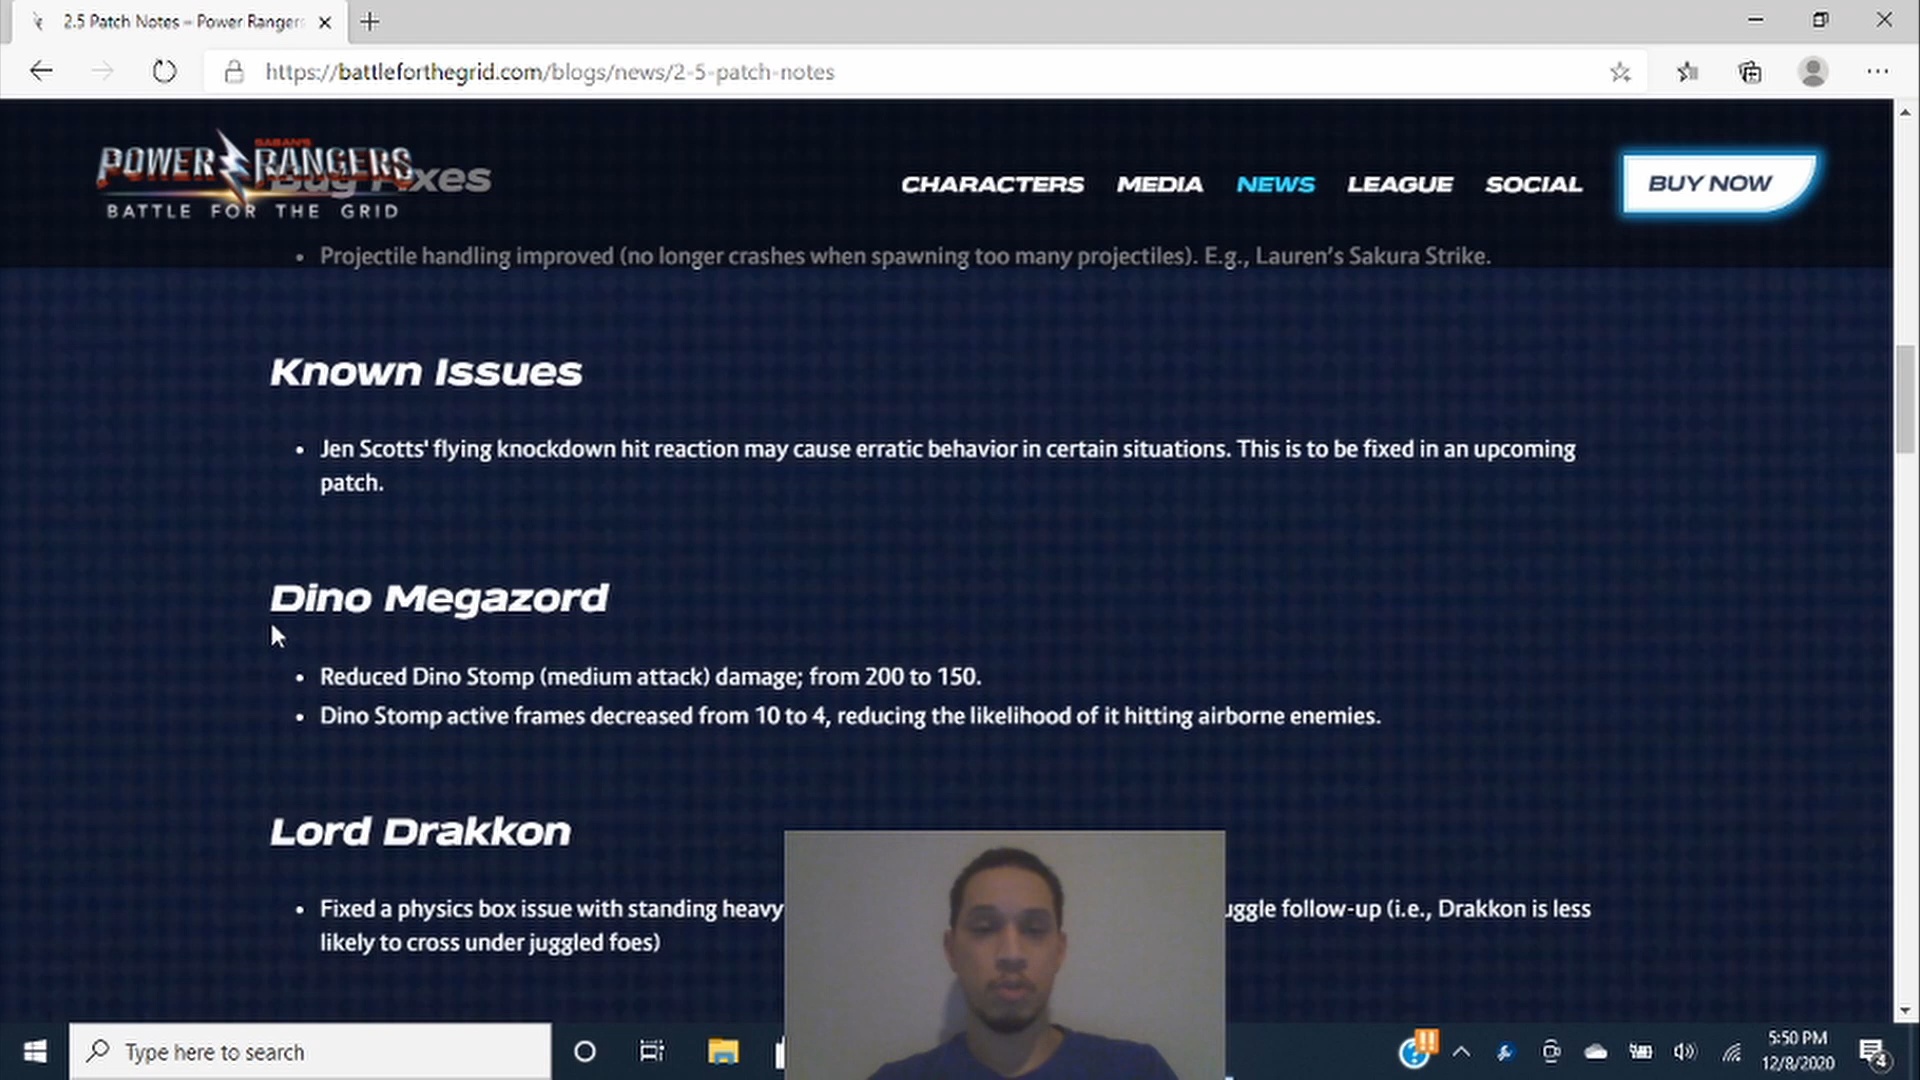 2.5 Patch Notes – Power Rangers
https://battleforthegrid.com/blogs/news/2-5-patch-notes
SABAN'S
POWER RANGERS
BATTLE FOR THE GRID
Bug Fixes
CHARACTERS MEDIA NEWS LEAGUE SOCIAL BUY NOW
• Projectile handling improved (no longer crashes when spawning too many projectiles). E.g., Lauren’s Sakura Strike.
Known Issues
• Jen Scotts' flying knockdown hit reaction may cause erratic behavior in certain situations. This is to be fixed in an upcoming
patch.
Dino Megazord
• Reduced Dino Stomp (medium attack) damage; from 200 to 150.
• Dino Stomp active frames decreased from 10 to 4, reducing the likelihood of it hitting airborne enemies.
Lord Drakkon
• Fixed a physics box issue with standing heavy uggle follow-up (i.e., Drakkon is less
likely to cross under juggled foes)
Type here to search
5:50 PM
12/8/2020
4